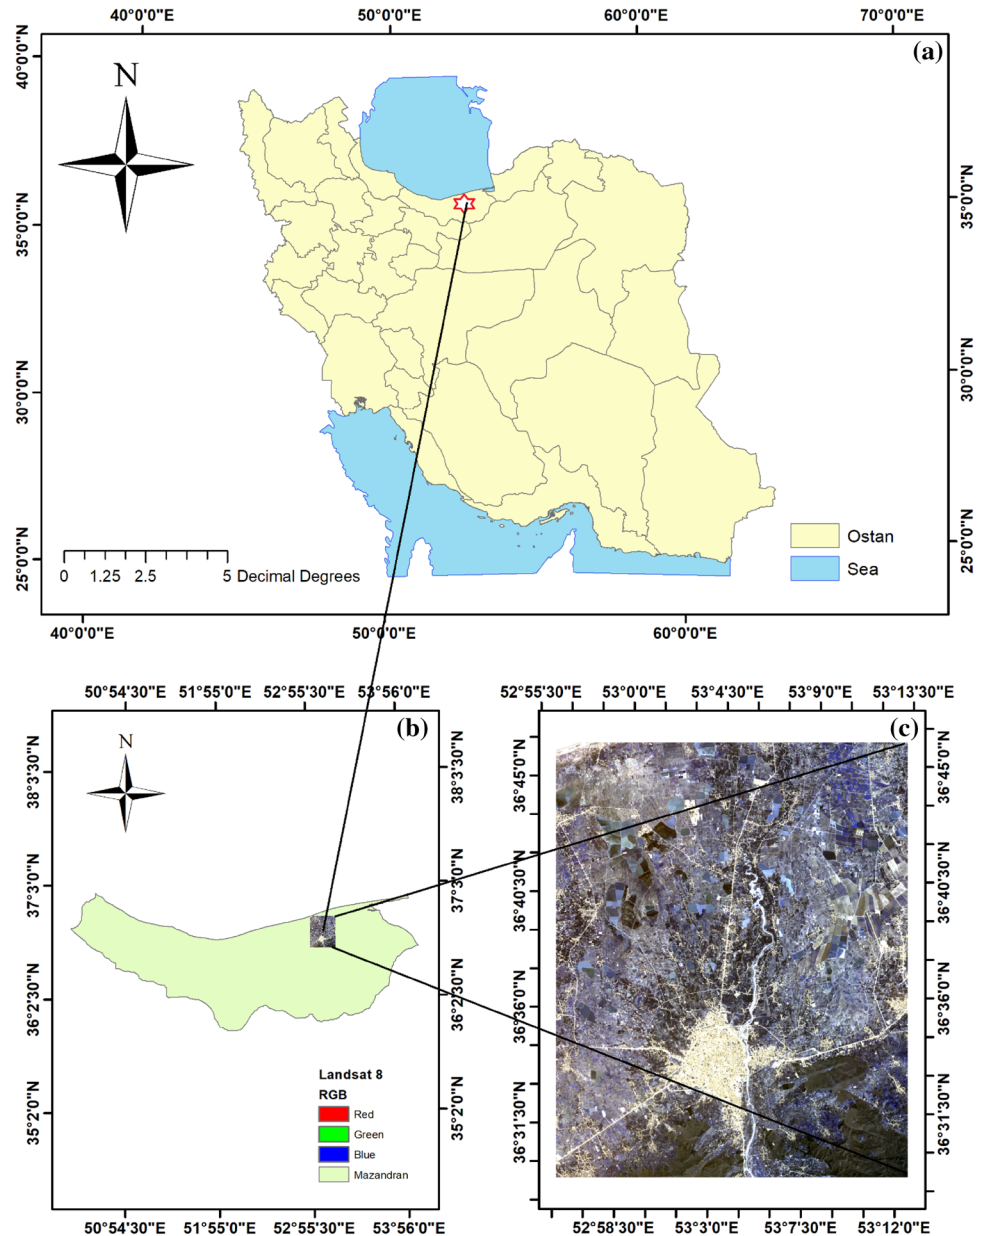 40°0'0"E 50°0'0"E 60°0'0"E 70°0'0"E
(a)
N
40°0'0"N
35°0'0"N
30°0'0"N
25°0'0"N
35°0'0"N
30°0'0"N
25°0'0"N
Ostan
Sea
0 1.25 2.5 5 Decimal Degrees
40°0'0"E 50°0'0"E 60°0'0"E
50°54'30"E 51°55'0"E 52°55'53.5"E 53°56'0"E
(b)
N
38°3'30"N
37°3'0"N
36°2'30"N
35°2'0"N
38°3'30"N
37°3'0"N
36°2'30"N
35°2'0"N
Landsat 8
RGB
Red
Green
Blue
Mazandran
50°54'30"E 51°55'0"E 52°55'3.5"E 53°56'0"E
52°55'3.5"E 53°0'0"E 53°4'30"E 53°9'0"E 53°13'30"E
(c)
36°45'0"N
36°40'30"N
36°36'0"N
36°31'30"N
36°45'0"N
36°40'30"N
36°36'0"N
36°31'30"N
52°58'30"E 53°3'0"E 53°7'30"E 53°12'0"E